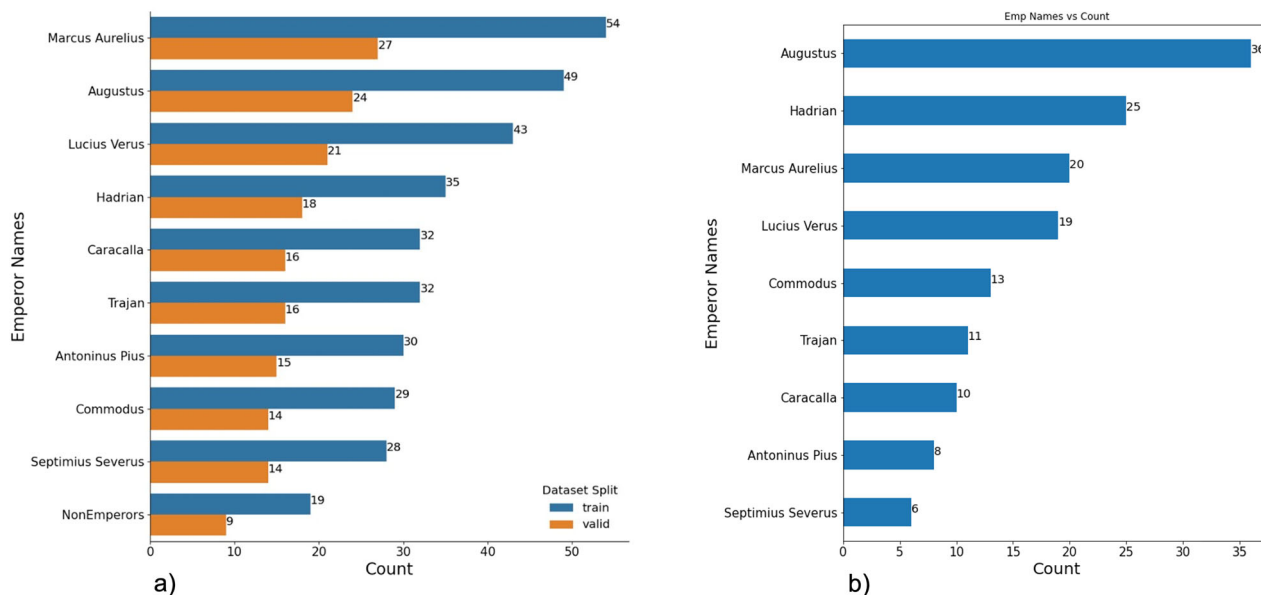 Emperor Names
Marcus Aurelius
54
27
Augustus
49
24
Lucius Verus
43
21
Hadrian
35
18
Caracalla
32
16
Trajan
32
16
Antoninus Pius
30
15
Commodus
29
14
Septimius Severus
28
14
NonEmperors
19
9
Dataset Split
train
valid
0 10 20 30 40 50
Count
a)
Emp Names vs Count
Emperor Names
Augustus
36
Hadrian
25
Marcus Aurelius
20
Lucius Verus
19
Commodus
13
Trajan
11
Caracalla
10
Antoninus Pius
8
Septimius Severus
6
0 5 10 15 20 25 30 35
Count
b)